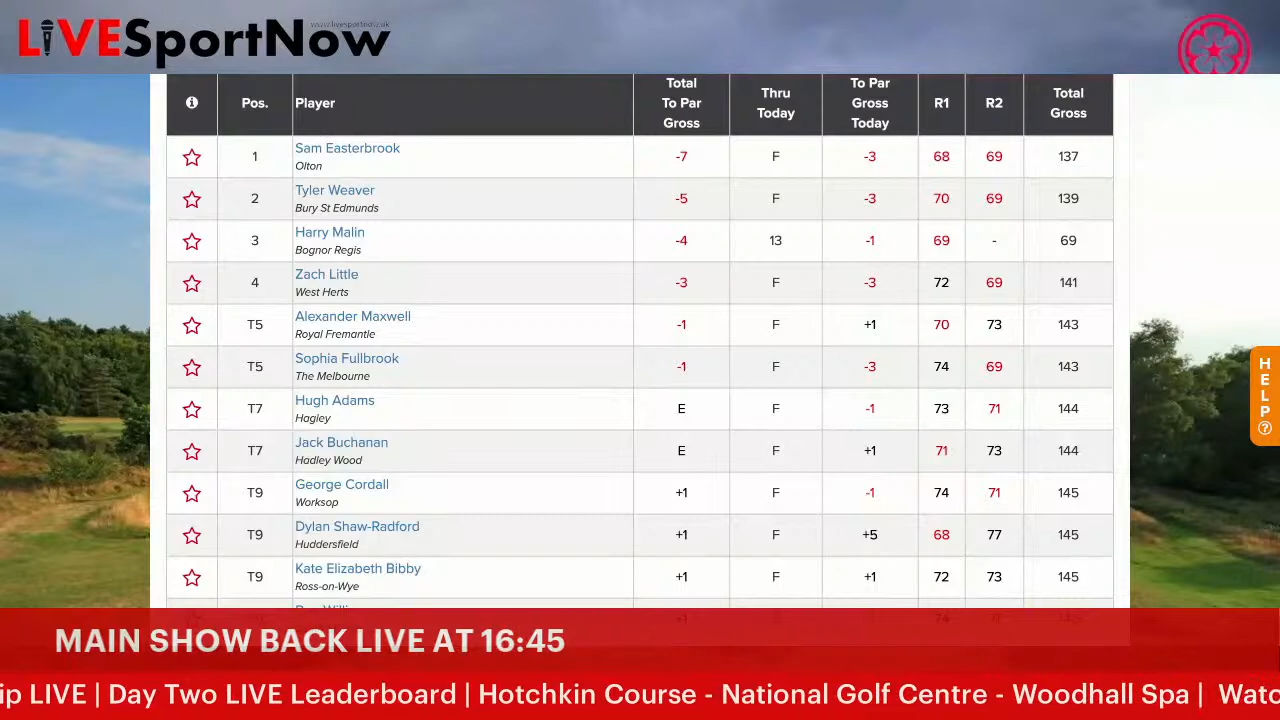 LIVESportNow
www.livesportnow.uk
Pos. Player Total To Par Gross Thru Today To Par Gross Today R1 R2 Total Gross
1 Sam Easterbrook -7 F -3 68 69 137
Olton
2 Tyler Weaver -5 F -3 70 69 139
Bury St Edmunds
3 Harry Malin -4 13 -1 69 - 69
Bognor Regis
4 Zach Little -3 F -3 72 69 141
West Herts
T5 Alexander Maxwell -1 F +1 70 73 143
Royal Fremantle
T5 Sophia Fullbrook -1 F -3 74 69 143
The Melbourne
T7 Hugh Adams E F -1 73 71 144
Hagley
T7 Jack Buchanan E F +1 71 73 144
Hadley Wood
T9 George Cordall +1 F -1 74 71 145
Worksop
T9 Dylan Shaw-Radford +1 F +5 68 77 145
Huddersfield
T9 Kate Elizabeth Bibby +1 F +1 72 73 145
Ross-on-Wye
HELP
MAIN SHOW BACK LIVE AT 16:45
ip LIVE | Day Two LIVE Leaderboard | Hotchkin Course - National Golf Centre - Woodhall Spa | Watc